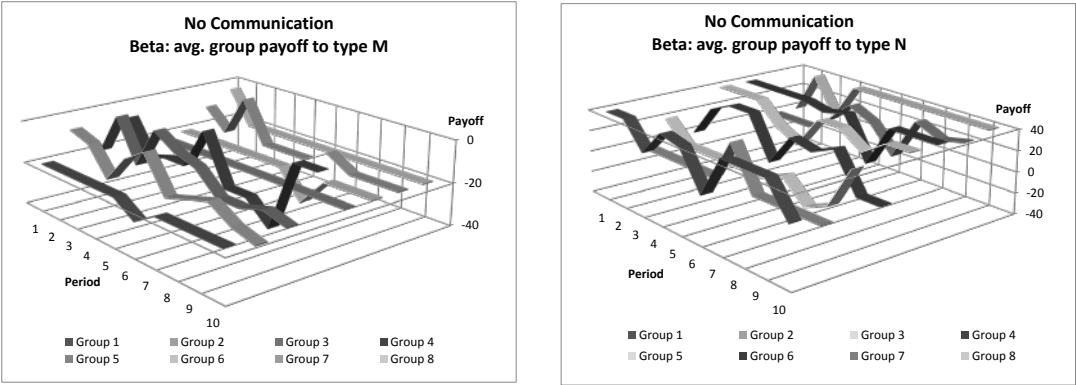 No Communication
Beta: avg. group payoff to type M
Payoff
0
-20
-40
1
2
3
4
5
6
7
8
9
10
Period
Group 1 Group 2 Group 3 Group 4
Group 5 Group 6 Group 7 Group 8
No Communication
Beta: avg. group payoff to type N
Payoff
40
20
0
-20
-40
1
2
3
4
5
6
7
8
9
10
Period
Group 1 Group 2 Group 3 Group 4
Group 5 Group 6 Group 7 Group 8